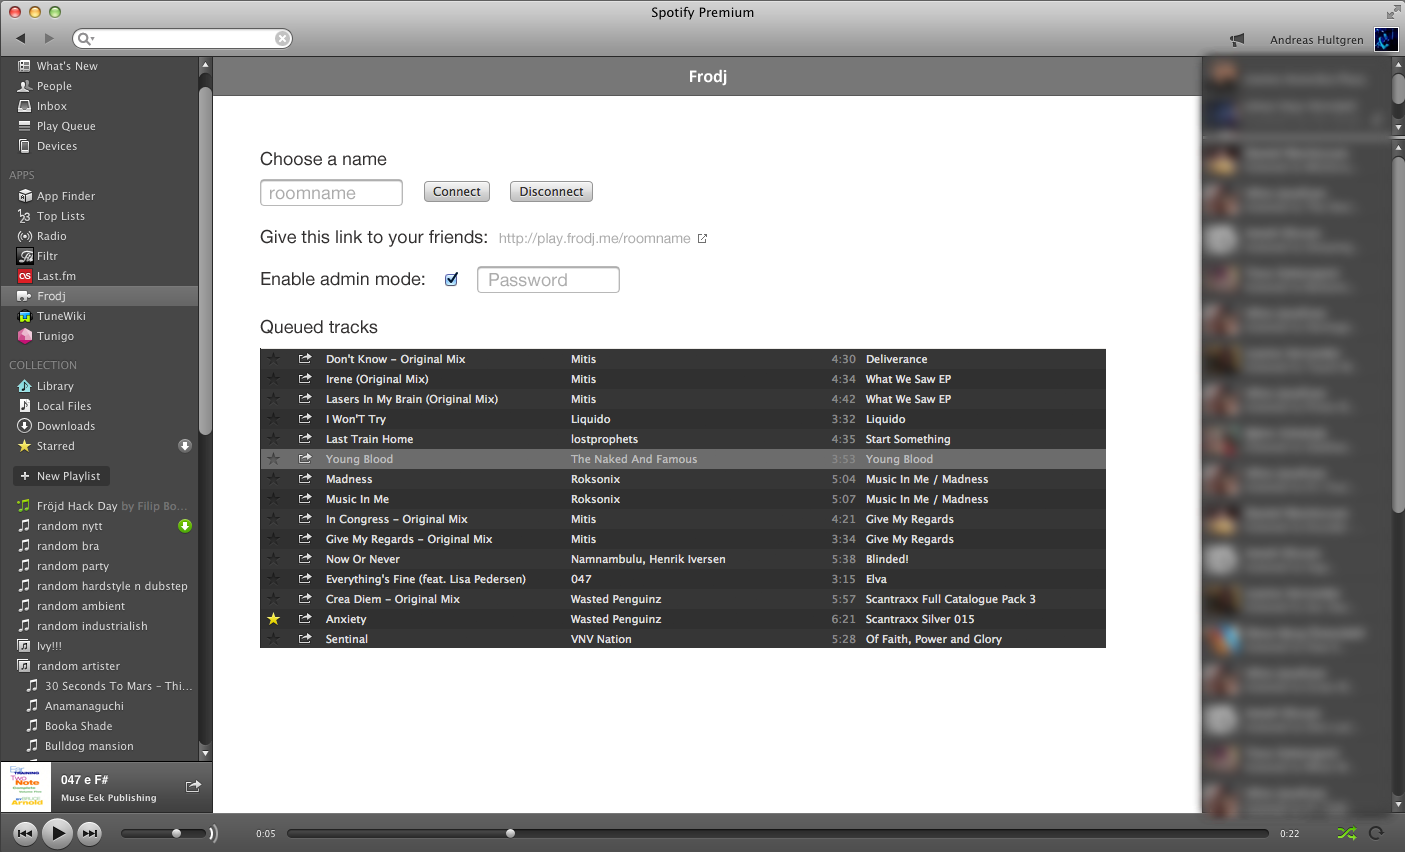 Spotify Premium
Andreas Hultgren
What's New
People
Inbox
Play Queue
Devices
APPS
App Finder
Top Lists
Radio
Filtr
Last.fm
Frodj
TuneWiki
Tunigo
COLLECTION
Library
Local Files
Downloads
Starred
+ New Playlist
Fröjd Hack Day by Filip Bo...
random nytt
random bra
random party
random hardstyle n dubstep
random ambient
random industrialish
Ivy!!!
random artister
30 Seconds To Mars – Thi...
Anamanaguchi
Booka Shade
Bulldog mansion
Ear
TRAINING
Two
Note
Arnold
047 e F#
Muse Eek Publishing
Frodj
Choose a name
roomname Connect Disconnect
Give this link to your friends: http://play.frodj.me/roomname
Enable admin mode: Password
Queued tracks
Don't Know – Original Mix Mitis 4:30 Deliverance
Irene (Original Mix) Mitis 4:34 What We Saw EP
Lasers In My Brain (Original Mix) Mitis 4:42 What We Saw EP
I Won'T Try Liquido 3:32 Liquido
Last Train Home lostprophets 4:35 Start Something
Young Blood The Naked And Famous 3:53 Young Blood
Madness Roksonix 5:04 Music In Me / Madness
Music In Me Roksonix 5:07 Music In Me / Madness
In Congress – Original Mix Mitis 4:21 Give My Regards
Give My Regards – Original Mix Mitis 3:34 Give My Regards
Now Or Never Namnambulu, Henrik Iversen 5:38 Blinded!
Everything's Fine (feat. Lisa Pedersen) 047 3:15 Elva
Crea Diem – Original Mix Wasted Penguinz 5:57 Scantraxx Full Catalogue Pack 3
Anxiety Wasted Penguinz 6:21 Scantraxx Silver 015
Sentinal VNV Nation 5:28 Of Faith, Power and Glory
0:05 0:22